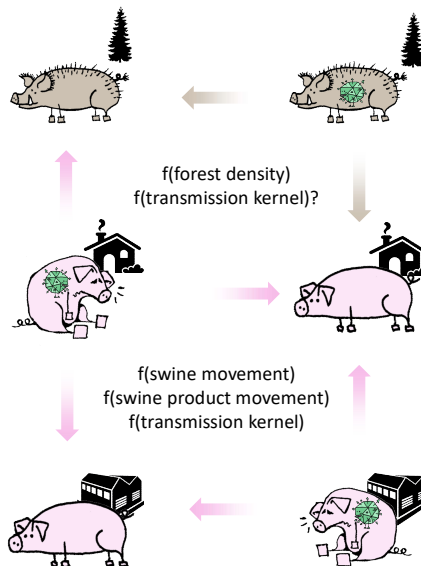 f(forest density)
f(transmission kernel)?
f(swine movement)
f(swine product movement)
f(transmission kernel)